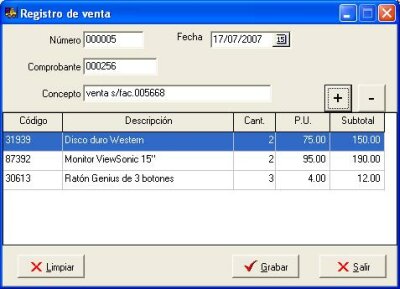 Registro de venta
Número 000005 Fecha 17/07/2007 15
Comprobante 000256
Concepto venta s/fac.005668
+ -
Código Descripción Cant. P.U. Subtotal
31939 Disco duro Western 2 75.00 150.00
87392 Monitor ViewSonic 15" 2 95.00 190.00
30613 Ratón Genius de 3 botones 3 4.00 12.00
Limpiar Grabar Salir